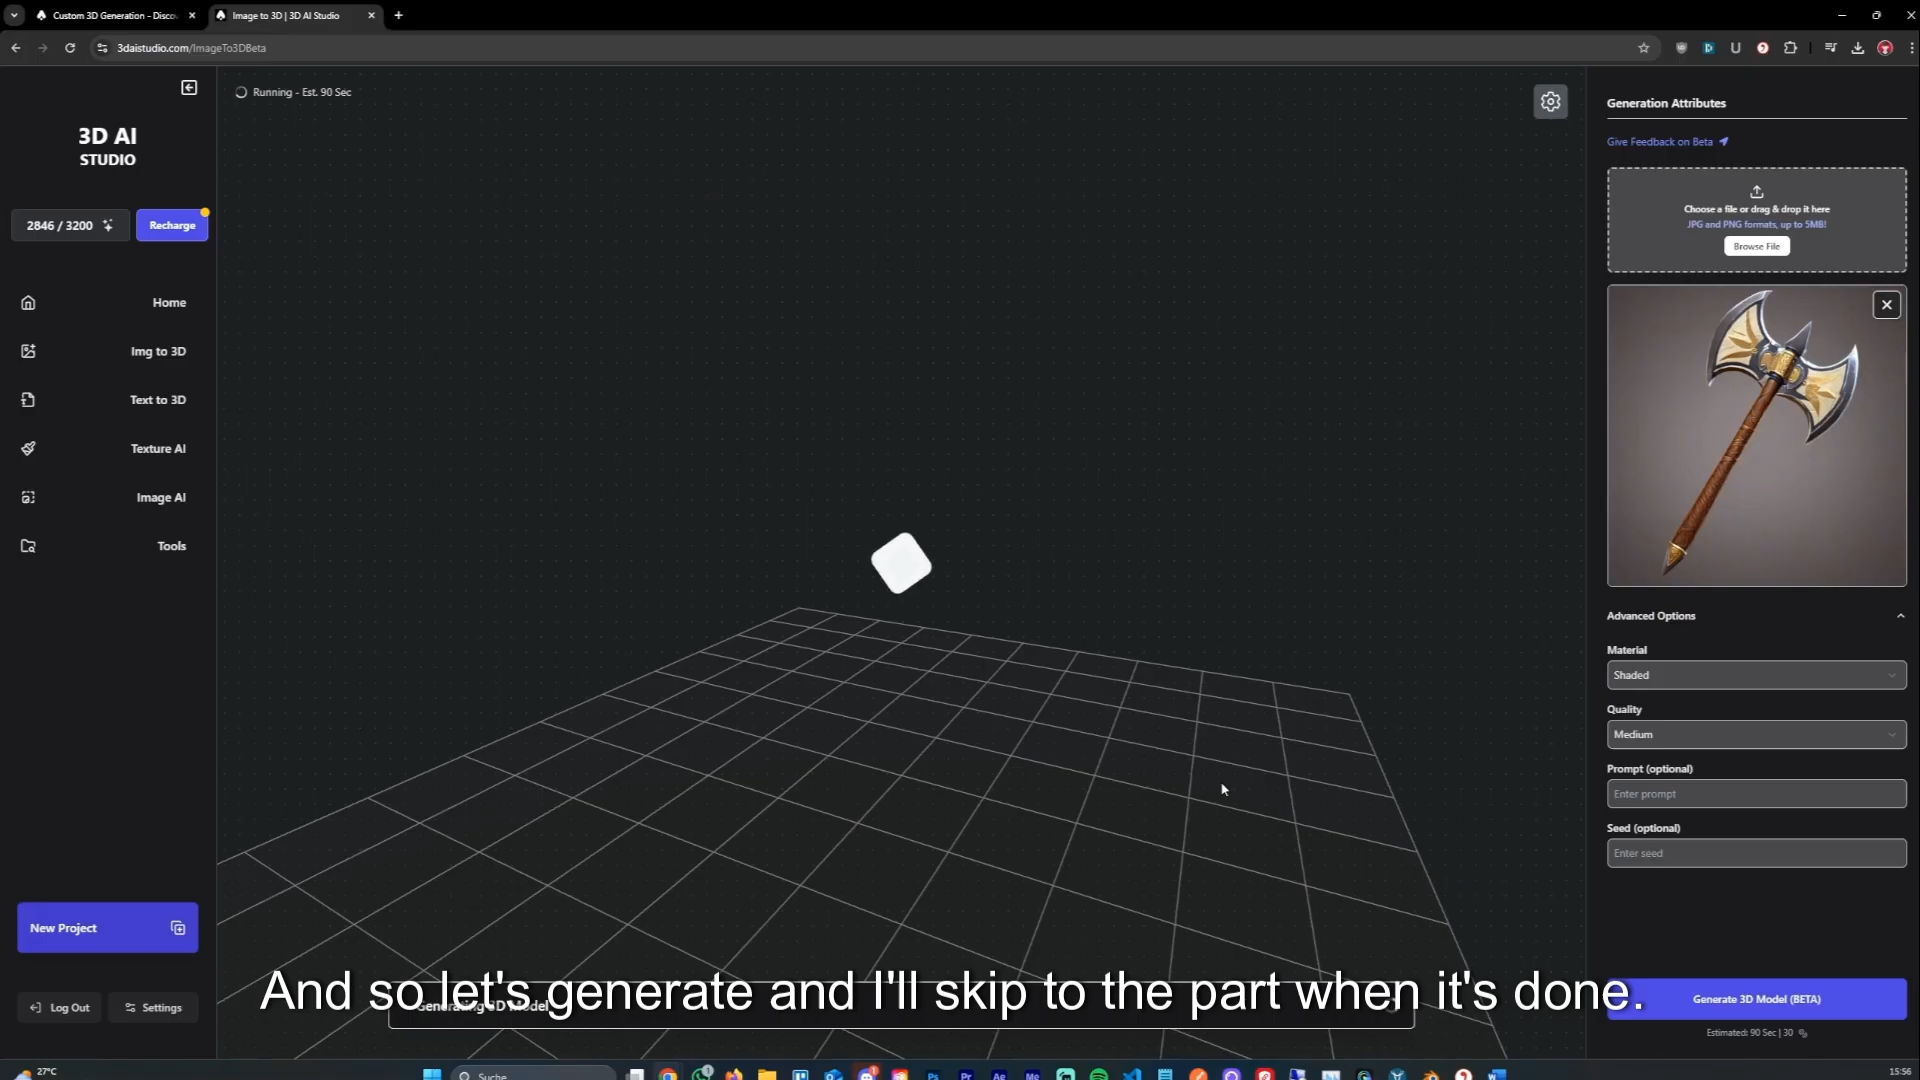 Custom 3D Generation - Disco
Image to 3D | 3D AI Studio
3daistudio.com/ImageTo3DBeta
3D AI
STUDIO
2846 / 3200
Recharge
Home
Img to 3D
Text to 3D
Texture AI
Image AI
Tools
New Project
Log Out
Settings
Running - Est. 90 Sec
Generating 3D Model
And so let's generate and I'll skip to the part when it's done.
Generation Attributes
Give Feedback on Beta
Choose a file or drag & drop it here
JPG and PNG formats, up to 5MB!
Browse File
Advanced Options
Material
Shaded
Quality
Medium
Prompt (optional)
Enter prompt
Seed (optional)
Enter seed
Generate 3D Model (BETA)
Estimated: 90 Sec | 30
27°C
Suche
15:56